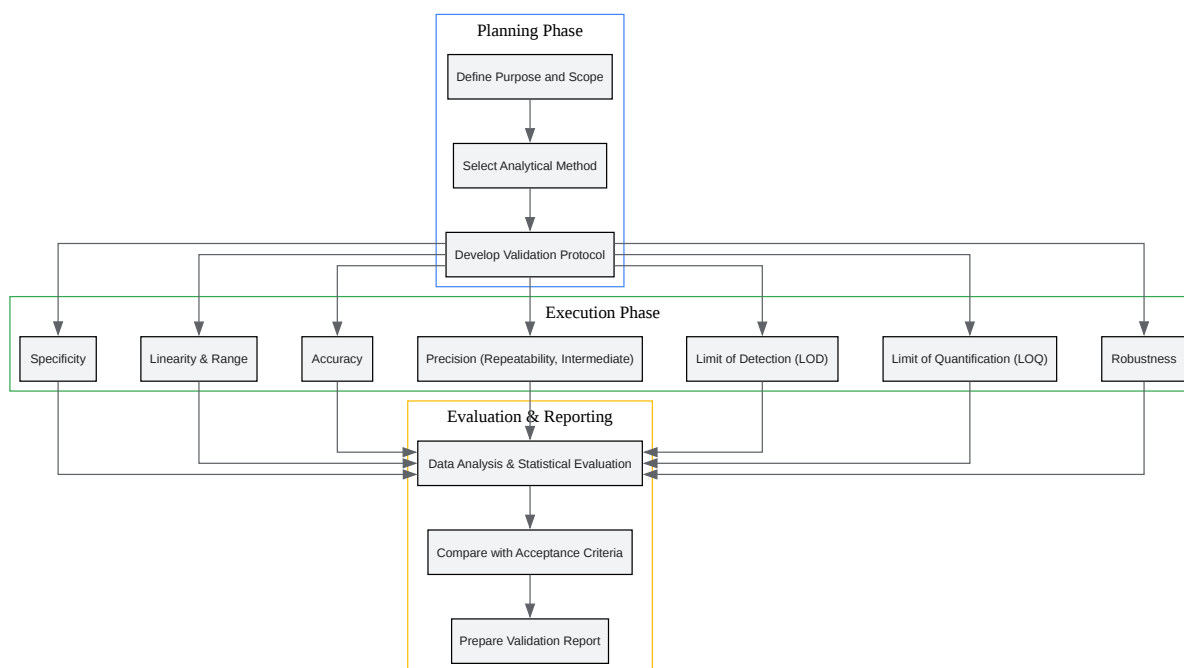 Planning Phase
Define Purpose and Scope
Select Analytical Method
Develop Validation Protocol
Execution Phase
Specificity
Linearity & Range
Accuracy
Precision (Repeatability, Intermediate)
Limit of Detection (LOD)
Limit of Quantification (LOQ)
Robustness
Evaluation & Reporting
Data Analysis & Statistical Evaluation
Compare with Acceptance Criteria
Prepare Validation Report